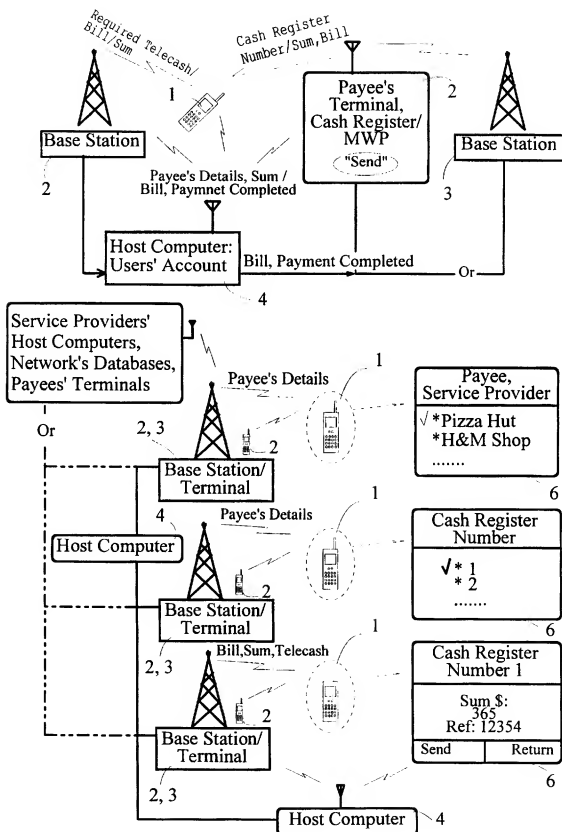 Required Telecash/
Bill/Sum
Cash Register
Number/Sum,Bill
1
2
Payee's
Terminal,
Cash Register/
MWP
"Send"
Base Station
2
Base Station
3
Payee's Details, Sum /
Bill, Paymnet Completed
Host Computer:
Users' Account
Bill, Payment Completed
Or
4
Service Providers'
Host Computers,
Network's Databases,
Payees' Terminals
Or
Payee's Details
1
Payee,
Service Provider
√ *Pizza Hut
*H&M Shop
.......
6
2, 3
2
Base Station/
Terminal
4
Host Computer
Payee's Details
1
Cash Register
Number
√ * 1
* 2
.......
6
2
Base Station/
Terminal
2, 3
Bill,Sum,Telecash
1
Cash Register
Number 1
Sum $:
365
Ref: 12354
Send
Return
6
2
Base Station/
Terminal
2, 3
Host Computer
4